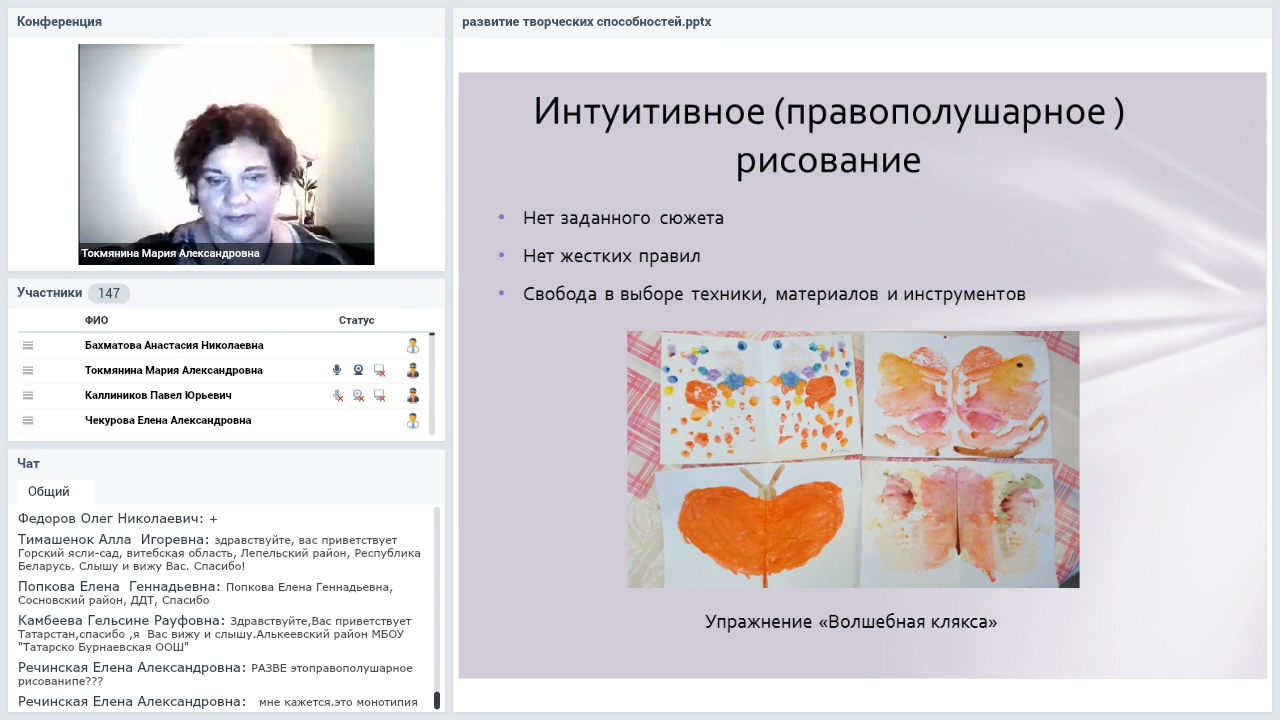 Конференция
Токмянина Мария Александровна
Участники 147
ФИО Статус
Бахматова Анастасия Николаевна
Токмянина Мария Александровна
Каллиников Павел Юрьевич
Чекурова Елена Александровна
Чат
Общий
Федоров Олег Николаевич: +
Тимашенок Алла Игоревна: здравствуйте, вас приветствует
Горский ясли-сад, витебская область, Лепельский район, Республика
Беларусь. Слышу и вижу Вас. Спасибо!
Попкова Елена Геннадьевна: Попкова Елена Геннадьевна,
Сосновский район, ДДТ, Спасибо
Камбеева Гельсине Рауфовна: Здравствуйте,Вас приветствует
Татарстан,спасибо ,я Вас вижу и слышу.Алькеевский район МБОУ
"Татарско Бурнаевская ООШ"
Речинская Елена Александровна: РАЗВЕ этоправополушарное
рисованипе???
Речинская Елена Александровна: мне кажется.это монотипия
развитие творческих способностей.pptx
Интуитивное (правополушарное )
рисование
• Нет заданного сюжета
• Нет жестких правил
• Свобода в выборе техники, материалов и инструментов
Упражнение «Волшебная клякса»